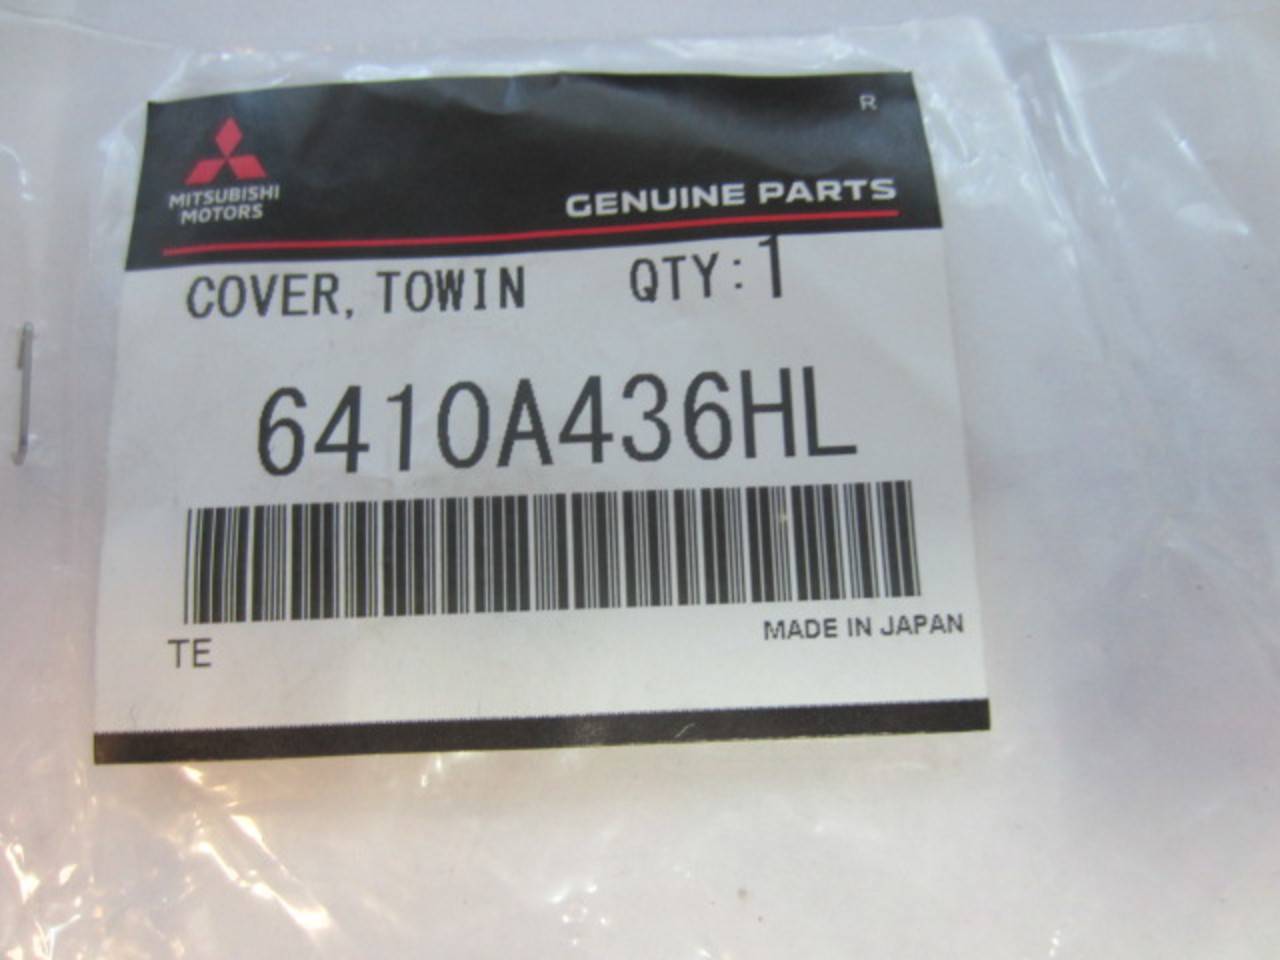 R
MITSUBISHI
MOTORS
GENUINE PARTS
COVER, TOWIN QTY:1
6410A436HL
MADE IN JAPAN
TE